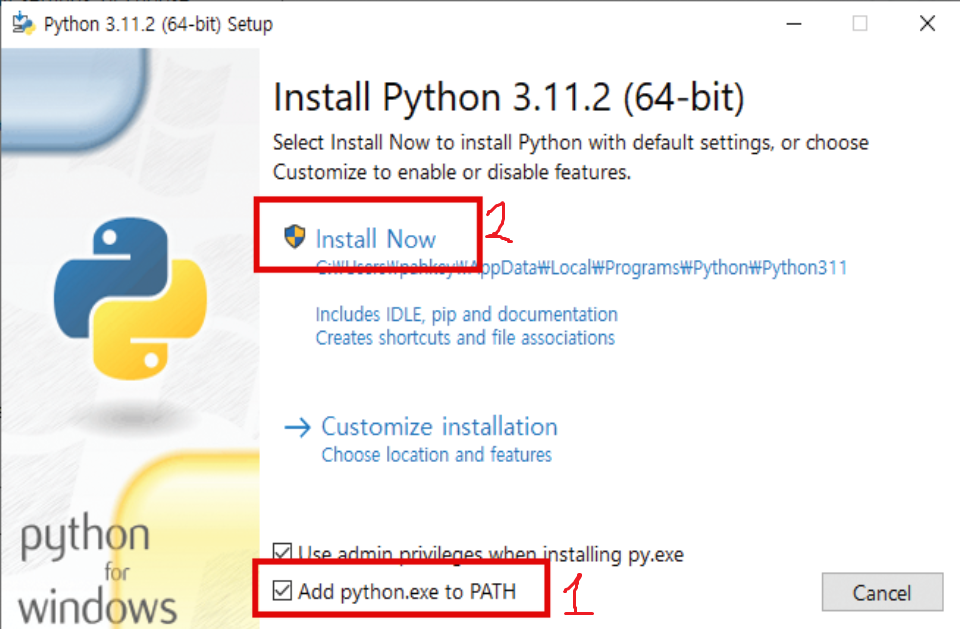 Python 3.11.2 (64-bit) Setup
Install Python 3.11.2 (64-bit)
Select Install Now to install Python with default settings, or choose
Customize to enable or disable features.
Install Now
2
C:₩Users₩pahkey₩AppData₩Local₩Programs₩Python₩Python311
Includes IDLE, pip and documentation
Creates shortcuts and file associations
Customize installation
Choose location and features
Use admin privileges when installing py.exe
Add python.exe to PATH
1
Cancel
python
for
windows